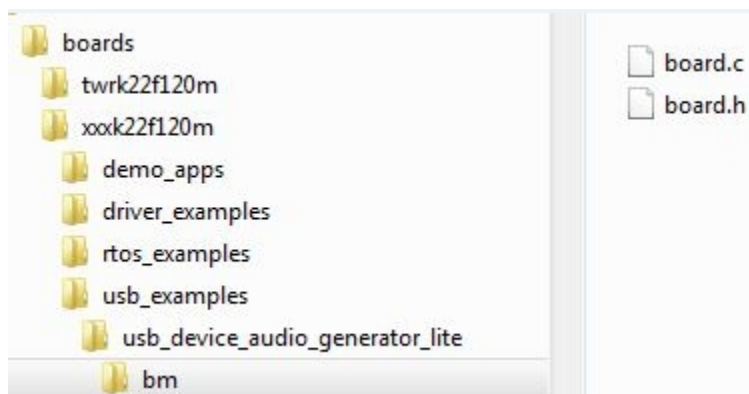 boards
twrk22f120m
xxxk22f120m
demo_apps
driver_examples
rtos_examples
usb_examples
usb_device_audio_generator_lite
bm
board.c
board.h